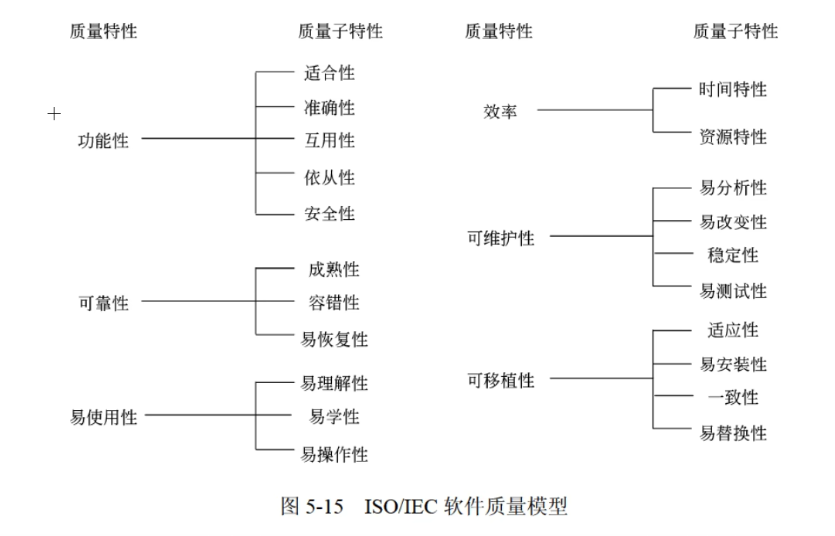 质量特性 质量子特性 质量特性 质量子特性
功能性
适合性
准确性
互用性
依从性
安全性
可靠性
成熟性
容错性
易恢复性
易使用性
易理解性
易学性
易操作性
效率
时间特性
资源特性
可维护性
易分析性
易改变性
稳定性
易测试性
可移植性
适应性
易安装性
一致性
易替换性
图 5-15 ISO/IEC 软件质量模型